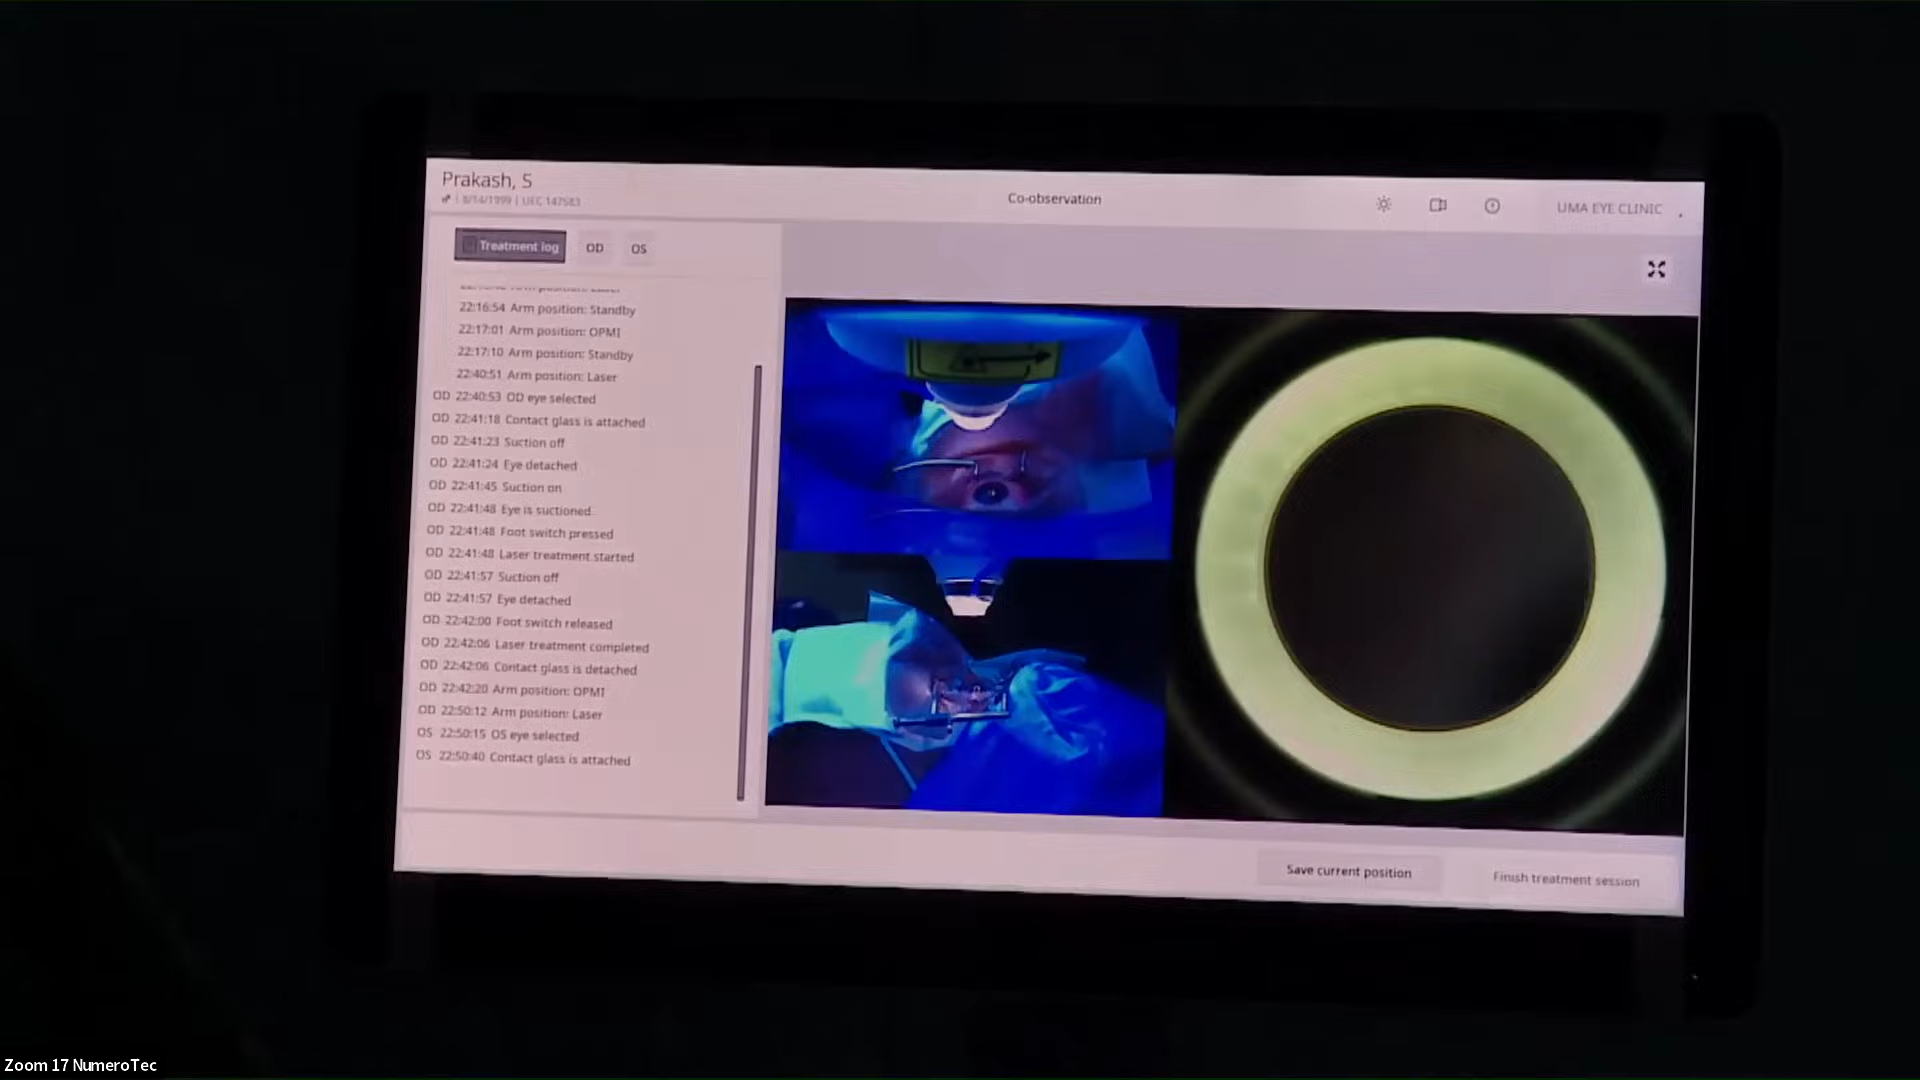 Prakash, S
8/14/1999 | UEC 147583
Co-observation
UMA EYE CLINIC
Treatment log
OD
OS
22:16:54 Arm position: Standby
22:17:01 Arm position: OPMI
22:17:10 Arm position: Standby
22:40:51 Arm position: Laser
OD 22:40:53 OD eye selected
OD 22:41:18 Contact glass is attached
OD 22:41:23 Suction off
OD 22:41:24 Eye detached
OD 22:41:45 Suction on
OD 22:41:48 Eye is suctioned
OD 22:41:48 Foot switch pressed
OD 22:41:48 Laser treatment started
OD 22:41:57 Suction off
OD 22:41:57 Eye detached
OD 22:42:00 Foot switch released
OD 22:42:06 Laser treatment completed
OD 22:42:06 Contact glass is detached
OD 22:42:20 Arm position: OPMI
OD 22:50:12 Arm position: Laser
OS 22:50:15 OS eye selected
OS 22:50:40 Contact glass is attached
Save current position
Finish treatment session
Zoom 17 NumeroTec